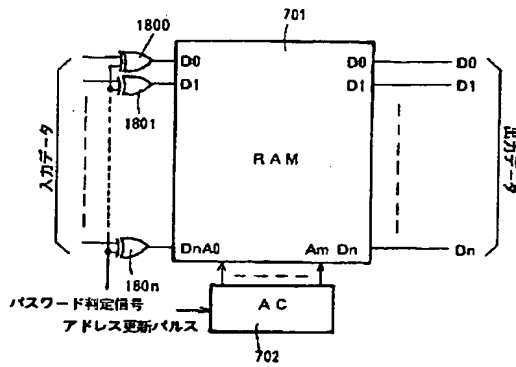 1800
701
D0
D0
D0
D1
D1
D1
1801
入力データ
RAM
出力データ
DnA0
Am Dn
Dn
180n
パスワード判定信号
アドレス更新パルス
AC
702